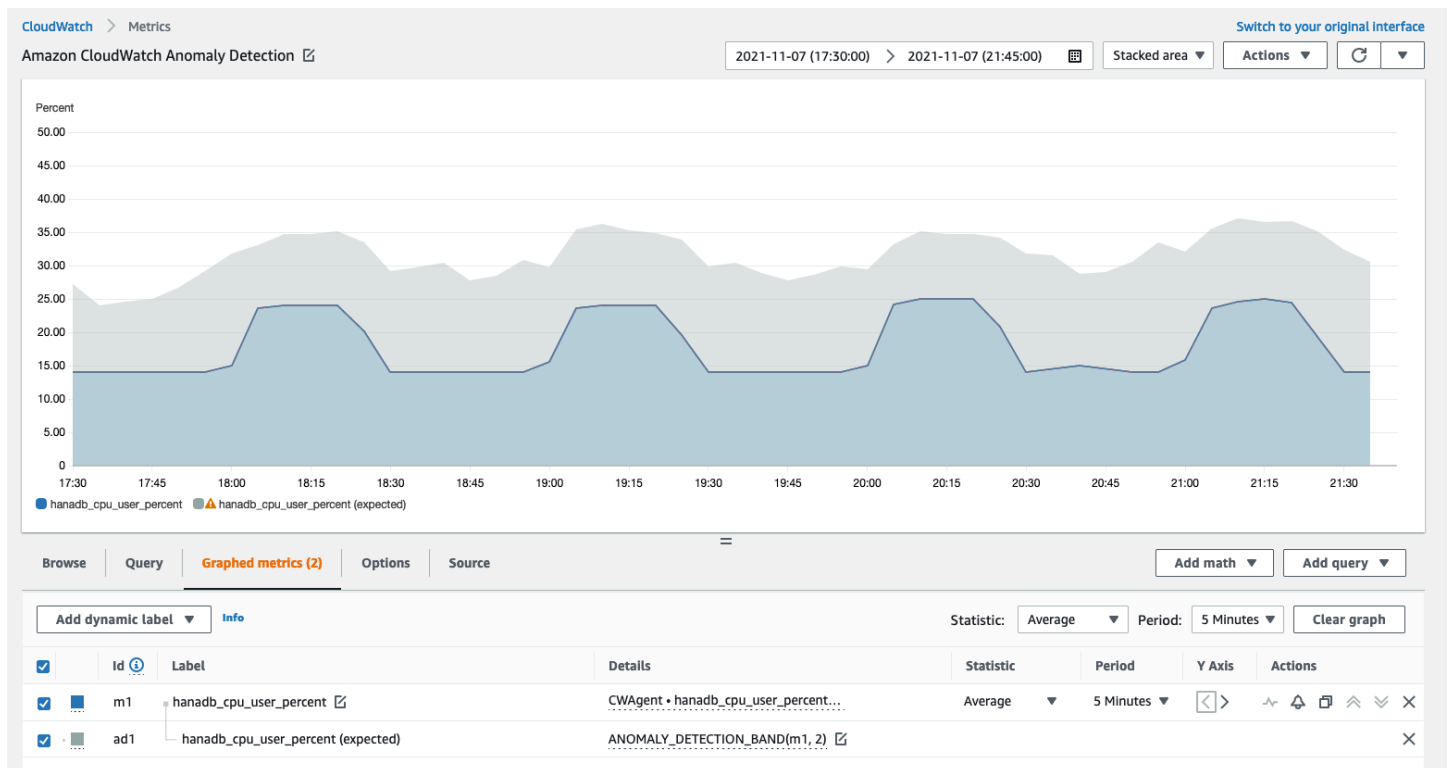 CloudWatch > Metrics
Switch to your original interface
Amazon CloudWatch Anomaly Detection
2021-11-07 (17:30:00) > 2021-11-07 (21:45:00)
Stacked area
Actions
Percent
50.00
45.00
40.00
35.00
30.00
25.00
20.00
15.00
10.00
5.00
0
17:30 17:45 18:00 18:15 18:30 18:45 19:00 19:15 19:30 19:45 20:00 20:15 20:30 20:45 21:00 21:15 21:30
hanadb_cpu_user_percent hanadb_cpu_user_percent (expected)
Browse Query Graphed metrics (2) Options Source Add math Add query
Add dynamic label Info Statistic: Average Period: 5 Minutes Clear graph
Id Label Details Statistic Period Y Axis Actions
m1 hanadb_cpu_user_percent CWAgent • hanadb_cpu_user_percent... Average 5 Minutes
ad1 hanadb_cpu_user_percent (expected) ANOMALY_DETECTION_BAND(m1, 2)